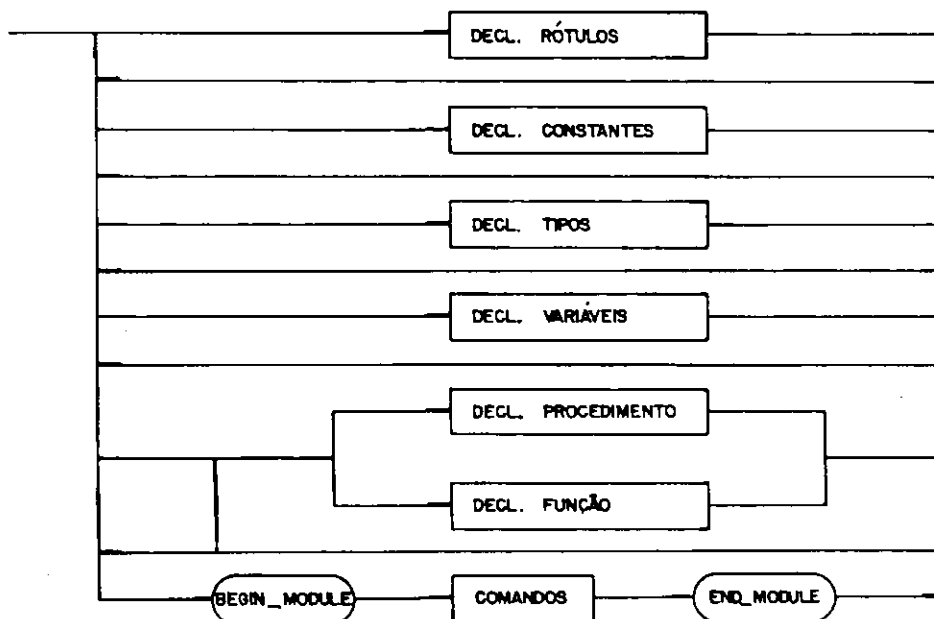 DECL. RÓTULOS
DECL. CONSTANTES
DECL. TIPOS
DECL. VARIÁVEIS
DECL. PROCEDIMENTO
DECL. FUNÇÃO
BEGIN_MODULE COMANDOS END_MODULE